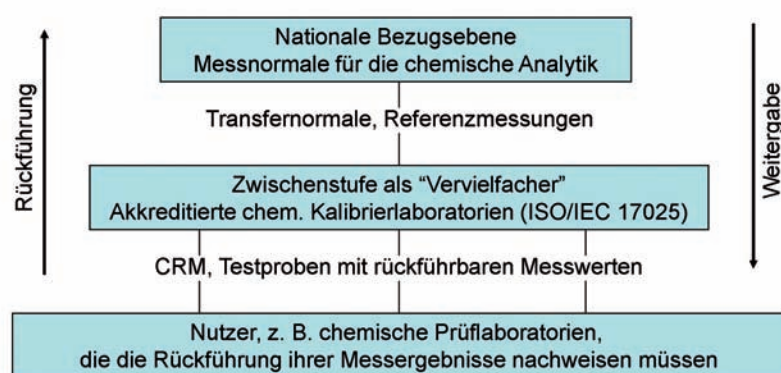 Nationale Bezugsebene
Messnormale für die chemische Analytik
Rückführung
Weitergabe
Transfernormale, Referenzmessungen
Zwischenstufe als "Vervielfacher"
Akkreditierte chem. Kalibrierlaboratorien (ISO/IEC 17025)
CRM, Testproben mit rückführbaren Messwerten
Nutzer, z. B. chemische Prüflaboratorien,
die die Rückführung ihrer Messergebnisse nachweisen müssen